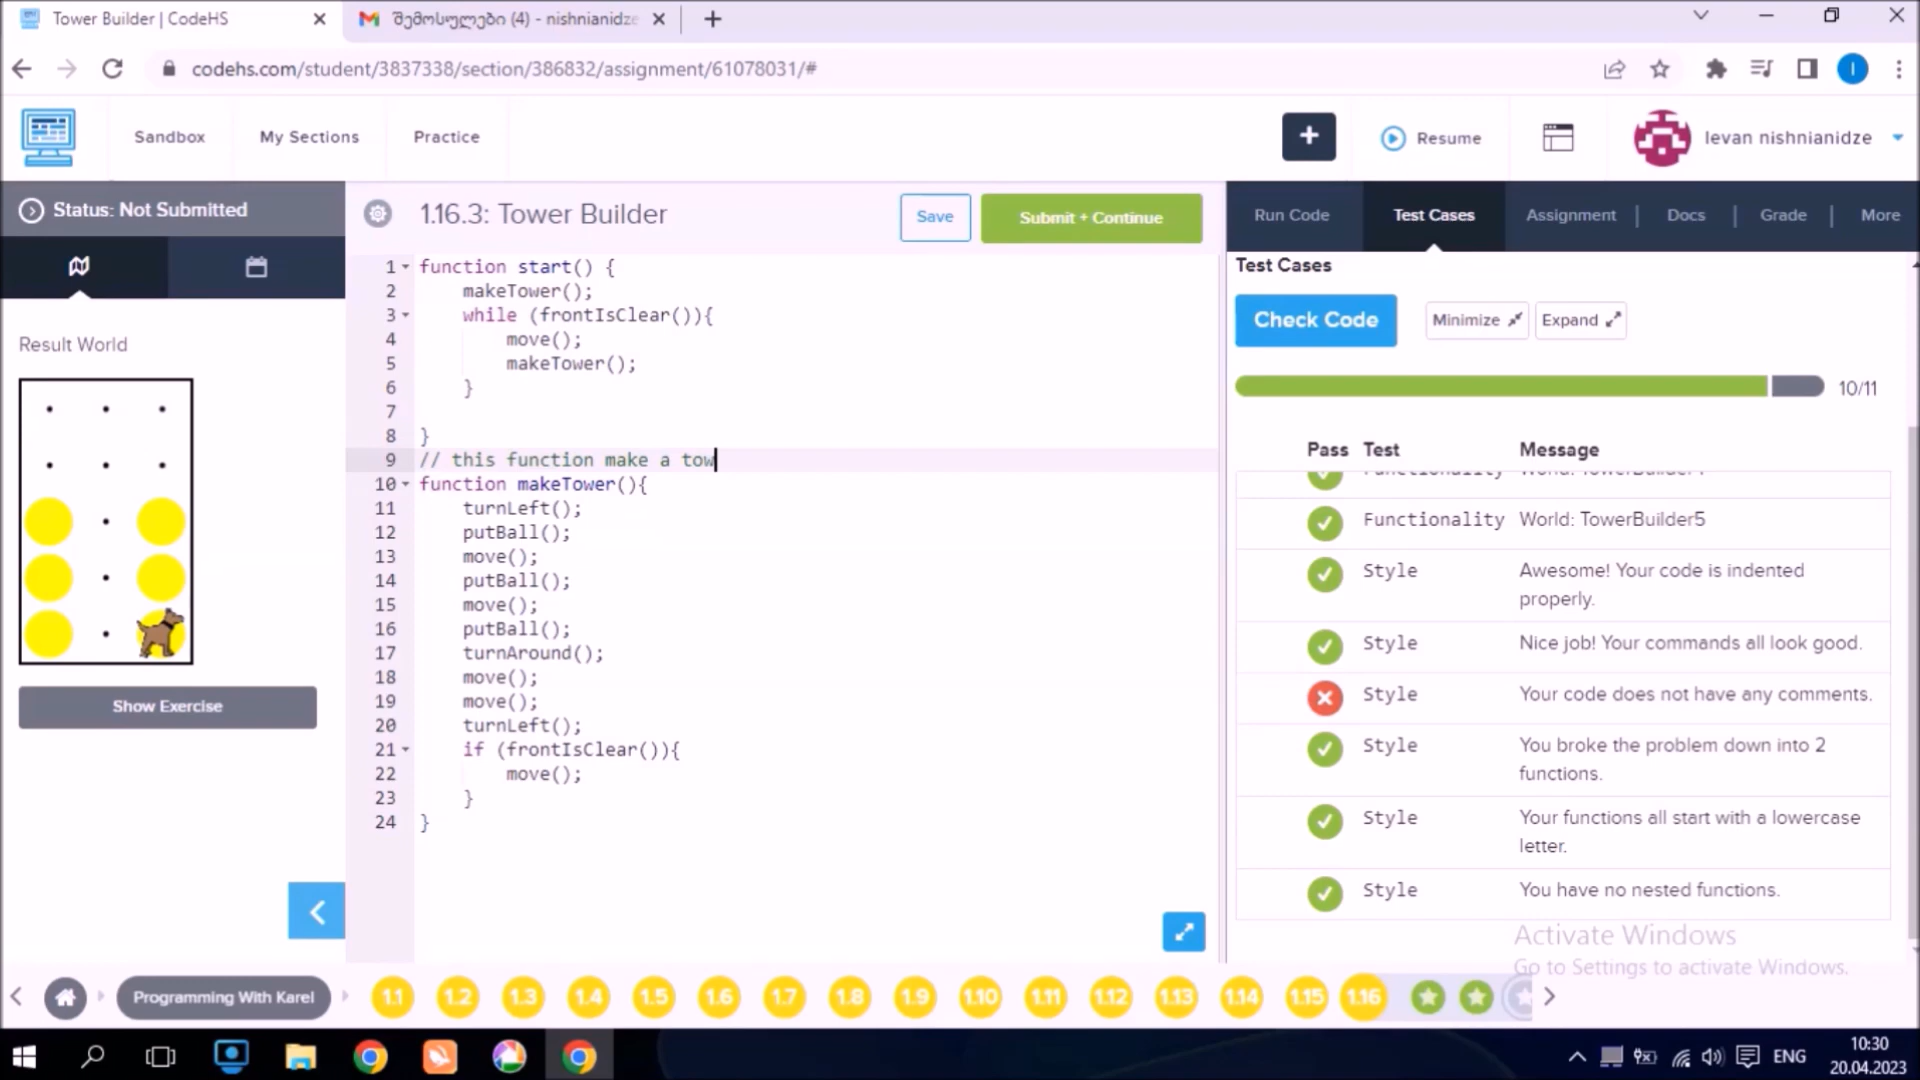 Tower Builder | CodeHS
შემოსულები (4) - nishnianidze
codehs.com/student/3837338/section/386832/assignment/61078031/#
I
Sandbox
My Sections
Practice
+
Resume
levan nishnianidze
Status: Not Submitted
Result World
Show Exercise
1.16.3: Tower Builder
Save
Submit + Continue
1 function start() {
2 makeTower();
3 while (frontIsClear()){
4 move();
5 makeTower();
6 }
7
8 }
9 // this function make a tow
10 function makeTower(){
11 turnLeft();
12 putBall();
13 move();
14 putBall();
15 move();
16 putBall();
17 turnAround();
18 move();
19 move();
20 turnLeft();
21 if (frontIsClear()){
22 move();
23 }
24 }
Run Code
Test Cases
Assignment
Docs
Grade
More
Test Cases
Check Code
Minimize
Expand
10/11
Pass Test Message
Functionality World: TowerBuilder5
Style Awesome! Your code is indented
properly.
Style Nice job! Your commands all look good.
Style Your code does not have any comments.
Style You broke the problem down into 2
functions.
Style Your functions all start with a lowercase
letter.
Style You have no nested functions.
Activate Windows
Go to Settings to activate Windows.
Programming With Karel
1.1 1.2 1.3 1.4 1.5 1.6 1.7 1.8 1.9 1.10 1.11 1.12 1.13 1.14 1.15 1.16
ENG
10:30
20.04.2023